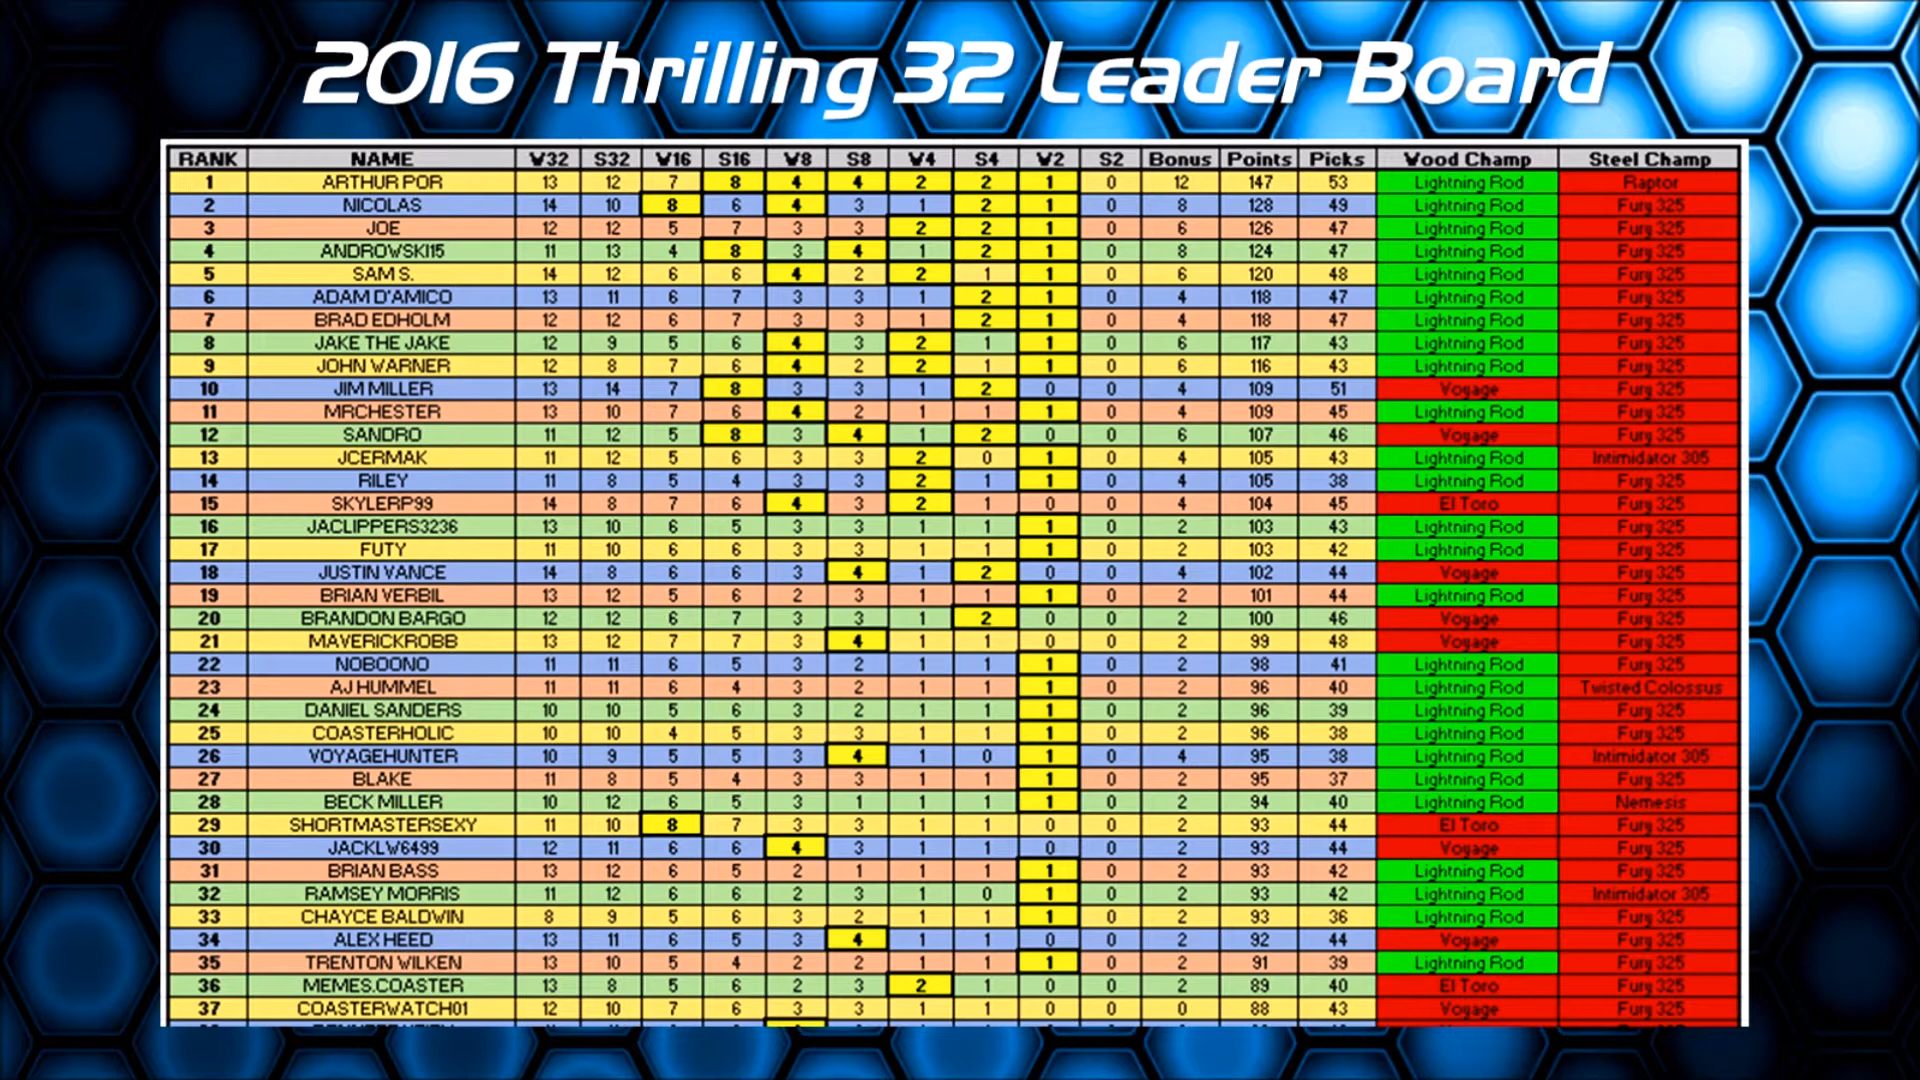 2016 Thrilling 32 Leader Board
RANK NAME W32 S32 W16 S16 W8 S8 W4 S4 W2 S2 Bonus Points Picks Wood Champ Steel Champ
1 ARTHUR POR 13 12 7 8 4 4 2 2 1 0 12 147 53 Lightning Rod Raptor
2 NICOLAS 14 10 8 6 4 3 1 2 1 0 8 128 49 Lightning Rod Fury 325
3 JOE 12 12 5 7 3 3 2 2 1 0 6 126 47 Lightning Rod Fury 325
4 ANDROWSKI15 11 13 4 8 3 4 1 2 1 0 8 124 47 Lightning Rod Fury 325
5 SAM S. 14 12 6 6 4 2 2 1 1 0 6 120 48 Lightning Rod Fury 325
6 ADAM D'AMICO 13 11 6 7 3 3 1 2 1 0 4 118 47 Lightning Rod Fury 325
7 BRAD EDHOLM 12 12 6 7 3 3 1 2 1 0 4 118 47 Lightning Rod Fury 325
8 JAKE THE JAKE 12 9 5 6 4 3 2 1 1 0 6 117 43 Lightning Rod Fury 325
9 JOHN WARNER 12 8 7 6 4 2 2 1 1 0 6 116 43 Lightning Rod Fury 325
10 JIM MILLER 13 14 7 8 3 3 1 2 0 0 4 109 51 Voyage Fury 325
11 MRCHESTER 13 10 7 6 4 2 1 1 1 0 4 109 45 Lightning Rod Fury 325
12 SANDRO 11 12 5 8 3 4 1 2 0 0 6 107 46 Voyage Fury 325
13 JCERMAK 11 12 5 6 3 3 2 0 1 0 4 105 43 Lightning Rod Intimidator 305
14 RILEY 11 8 5 4 3 3 2 1 1 0 4 105 38 Lightning Rod Fury 325
15 SKYLERP99 14 8 7 6 4 3 2 1 0 0 4 104 45 El Toro Fury 325
16 JACLIPPERS3236 13 10 6 5 3 3 1 1 1 0 2 103 43 Lightning Rod Fury 325
17 FUTY 11 10 6 6 3 3 1 1 1 0 2 103 42 Lightning Rod Fury 325
18 JUSTIN VANCE 14 8 6 6 3 4 1 2 0 0 4 102 44 Voyage Fury 325
19 BRIAN VERBIL 13 12 5 6 2 3 1 1 1 0 2 101 44 Lightning Rod Fury 325
20 BRANDON BARGO 12 12 6 7 3 3 1 2 0 0 2 100 46 Voyage Fury 325
21 MAVERICKROBB 13 12 7 7 3 4 1 1 0 0 2 99 48 Voyage Fury 325
22 NOBOONO 11 11 6 5 3 2 1 1 1 0 2 98 41 Lightning Rod Fury 325
23 AJ HUMMEL 11 11 6 4 3 2 1 1 1 0 2 96 40 Lightning Rod Twisted Colossus
24 DANIEL SANDERS 10 10 5 6 3 2 1 1 1 0 2 96 39 Lightning Rod Fury 325
25 COASTERHOLIC 10 10 4 5 3 3 1 1 1 0 2 96 38 Lightning Rod Fury 325
26 VOYAGEHUNTER 10 9 5 5 3 4 1 0 1 0 4 95 38 Lightning Rod Intimidator 305
27 BLAKE 11 8 5 4 3 3 1 1 1 0 2 95 37 Lightning Rod Fury 325
28 BECK MILLER 10 12 6 5 3 1 1 1 1 0 2 94 40 Lightning Rod Nemesis
29 SHORTMASTERSEXY 11 10 8 7 3 3 1 1 0 0 2 93 44 El Toro Fury 325
30 JACKLW6499 12 11 6 6 4 3 1 1 0 0 2 93 44 Voyage Fury 325
31 BRIAN BASS 13 12 6 5 2 1 1 1 1 0 2 93 42 Lightning Rod Fury 325
32 RAMSEY MORRIS 11 12 6 6 2 3 1 0 1 0 2 93 42 Lightning Rod Intimidator 305
33 CHAYCE BALDWIN 8 9 5 6 3 2 1 1 1 0 2 93 36 Lightning Rod Fury 325
34 ALEX HEED 13 11 6 5 3 4 1 1 0 0 2 92 44 Voyage Fury 325
35 TRENTON WILKEN 13 10 5 4 2 2 1 1 1 0 2 91 39 Lightning Rod Fury 325
36 MEMES.COASTER 13 8 5 6 2 3 2 1 0 0 2 89 40 El Toro Fury 325
37 COASTERWATCH01 12 10 7 6 3 3 1 1 0 0 0 88 43 Voyage Fury 325